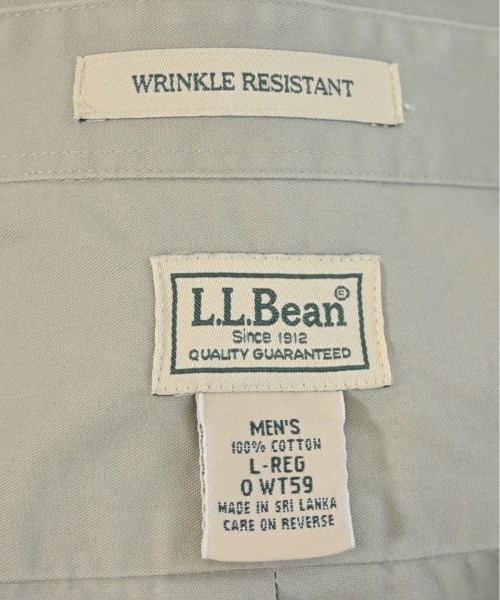 WRINKLE RESISTANT
L.L.Bean®
Since 1912
QUALITY GUARANTEED
MEN'S
100% COTTON
L-REG
0 WT59
MADE IN SRI LANKA
CARE ON REVERSE